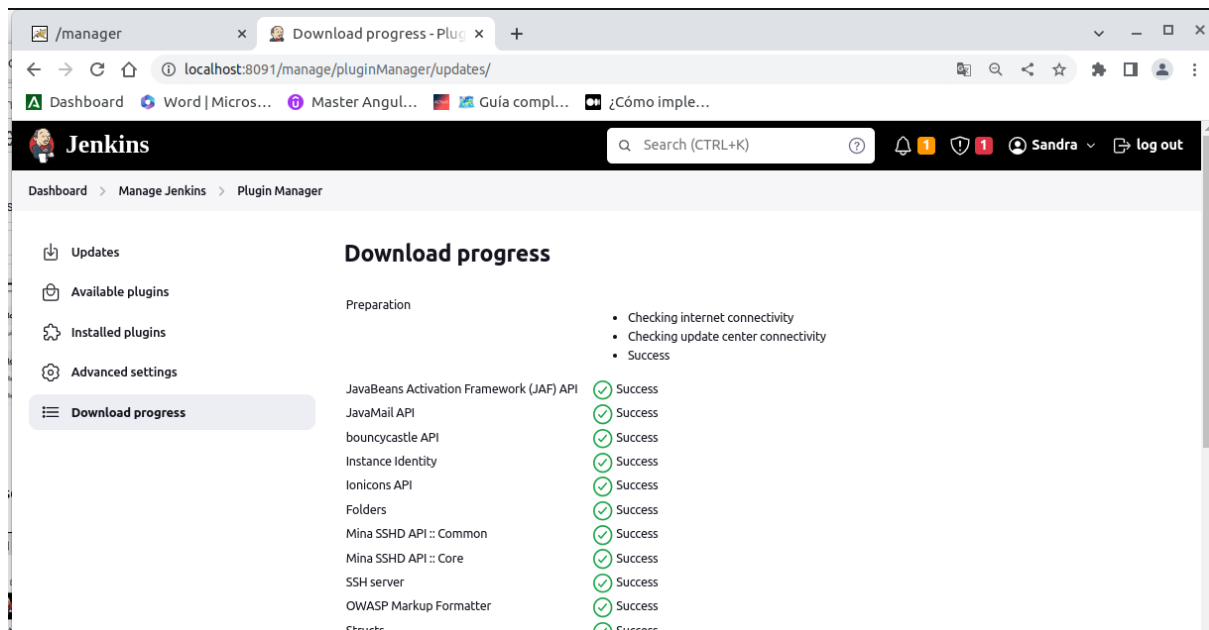 /manager
Download progress - Plug
localhost:8091/manage/pluginManager/updates/
Dashboard
Word | Micros...
Master Angul...
Guía compl...
¿Cómo imple...
Jenkins
Search (CTRL+K)
1
1
Sandra
log out
Dashboard > Manage Jenkins > Plugin Manager
Updates
Available plugins
Installed plugins
Advanced settings
Download progress
Download progress
Preparation
Checking internet connectivity
Checking update center connectivity
Success
JavaBeans Activation Framework (JAF) API Success
JavaMail API Success
bouncycastle API Success
Instance Identity Success
Ionicons API Success
Folders Success
Mina SSHD API :: Common Success
Mina SSHD API :: Core Success
SSH server Success
OWASP Markup Formatter Success
Structs Success